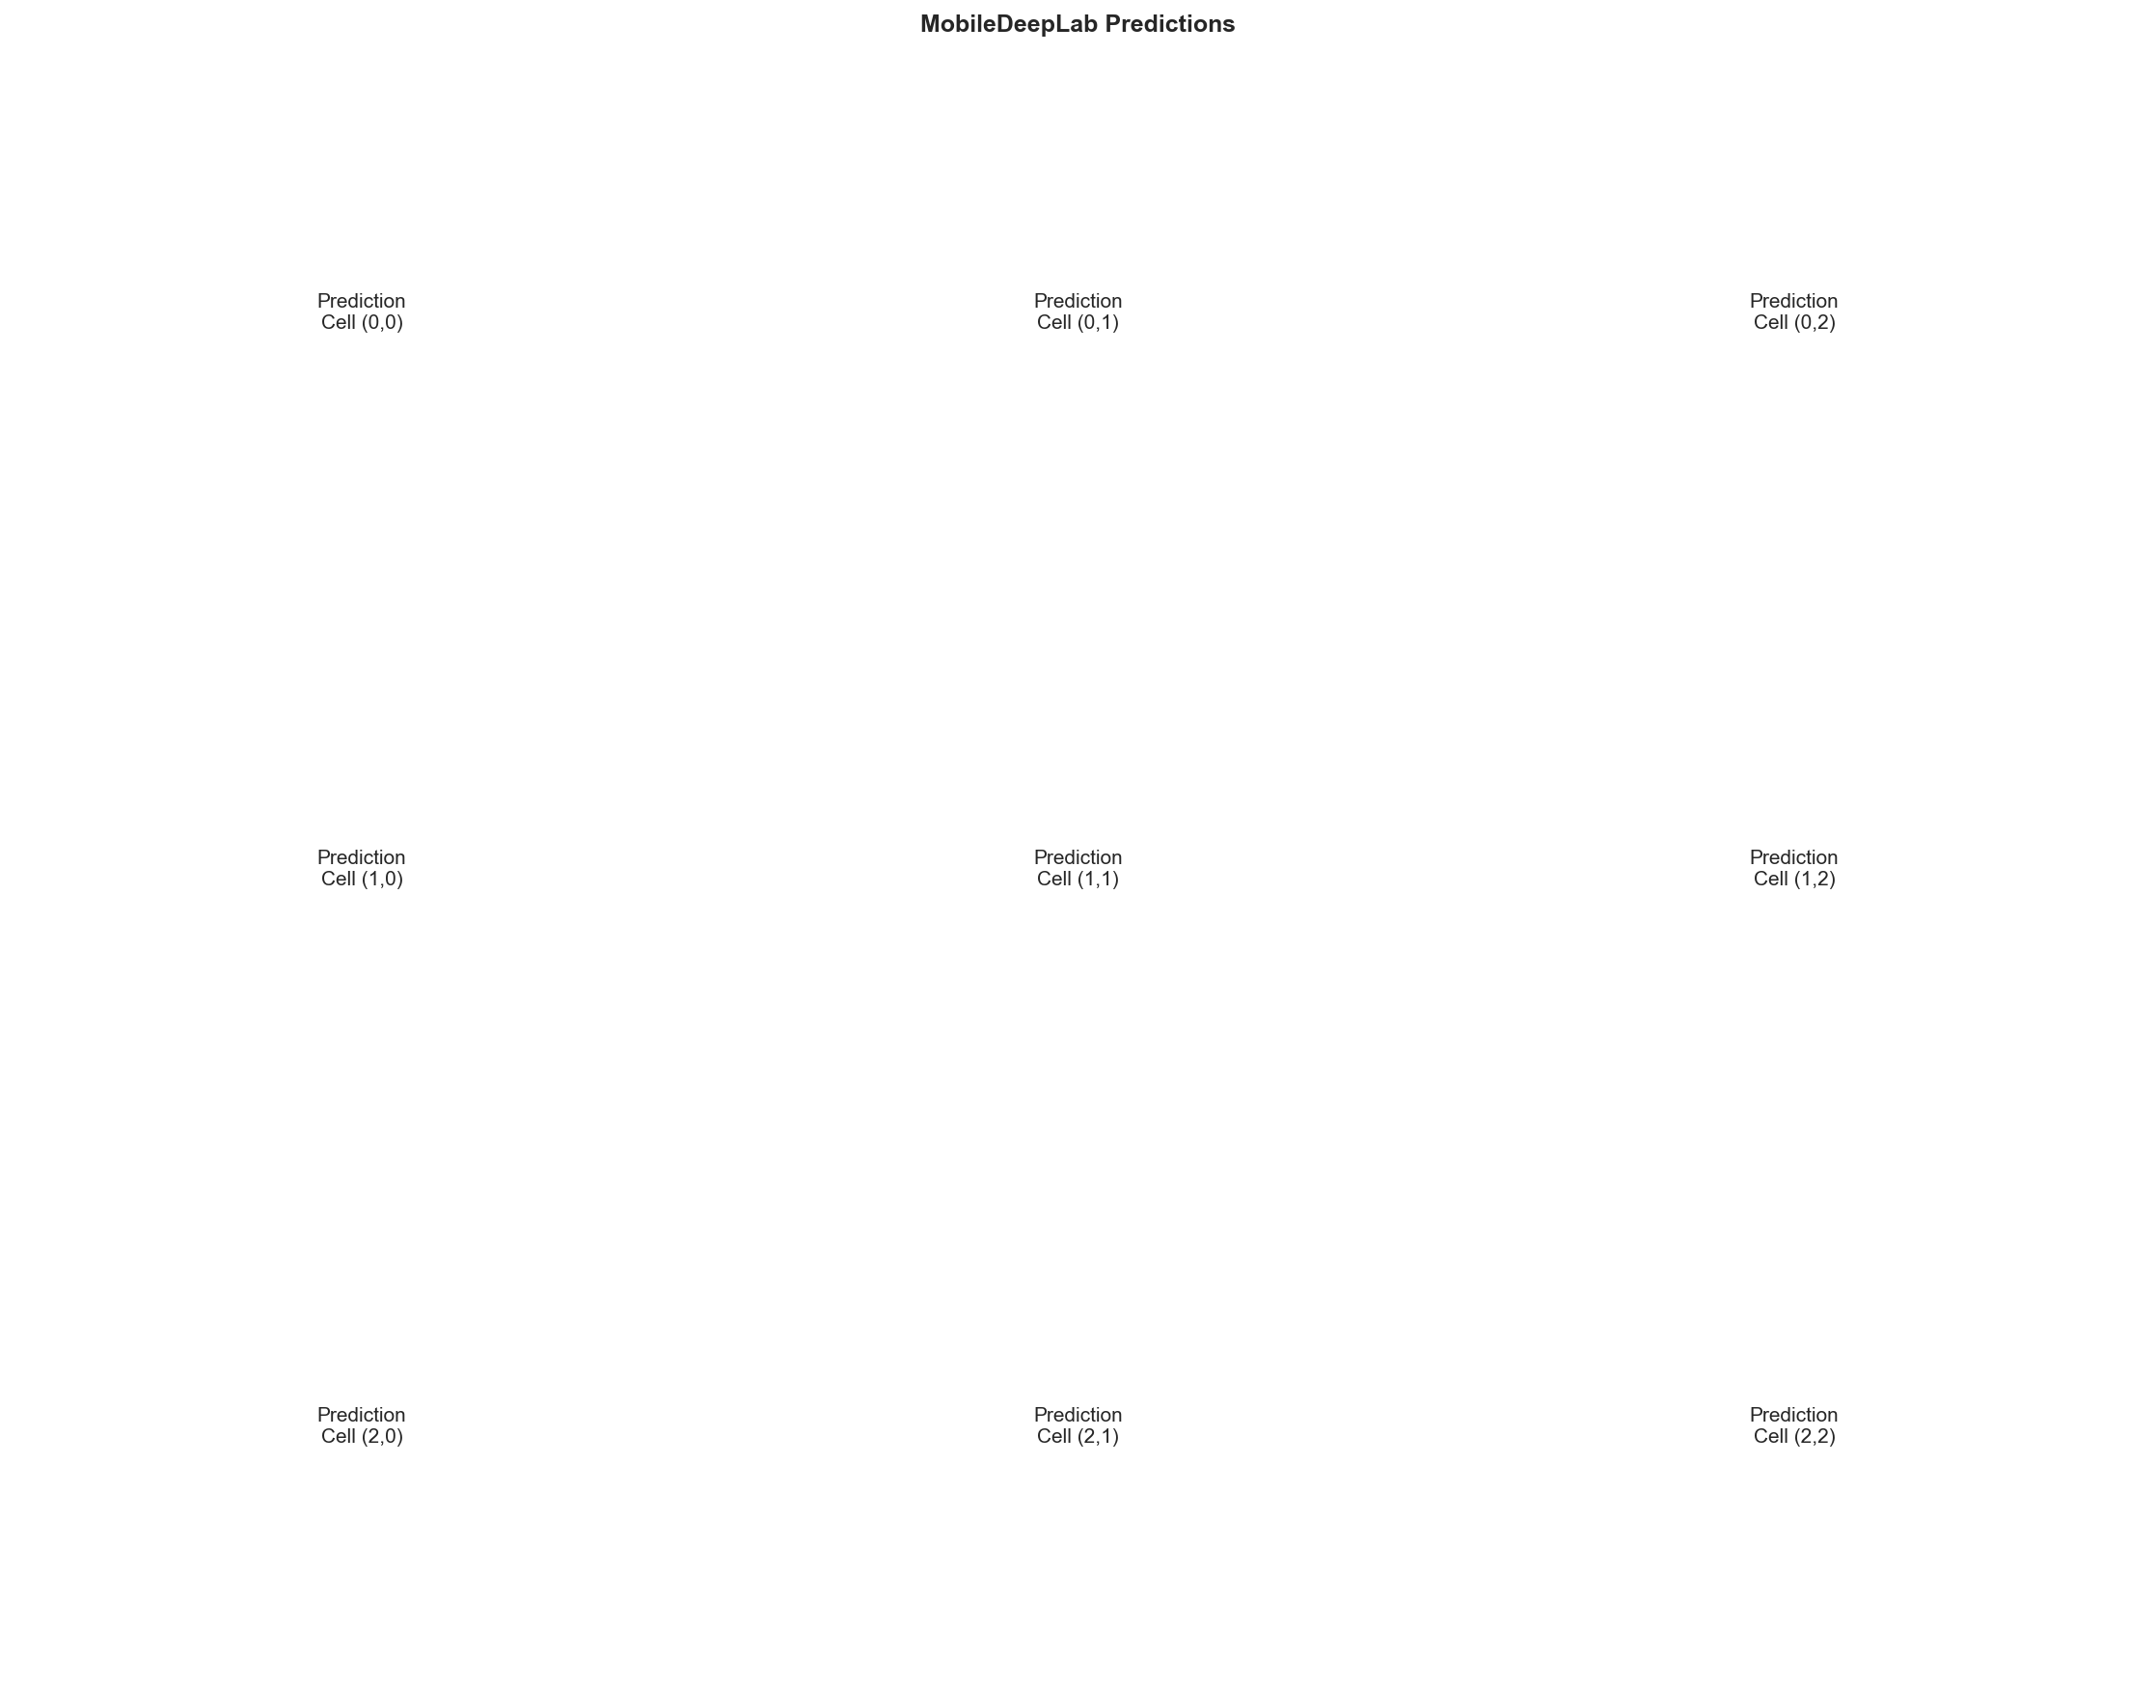 MobileDeepLab Predictions
Prediction
Cell (0,0)
Prediction
Cell (0,1)
Prediction
Cell (0,2)
Prediction
Cell (1,0)
Prediction
Cell (1,1)
Prediction
Cell (1,2)
Prediction
Cell (2,0)
Prediction
Cell (2,1)
Prediction
Cell (2,2)